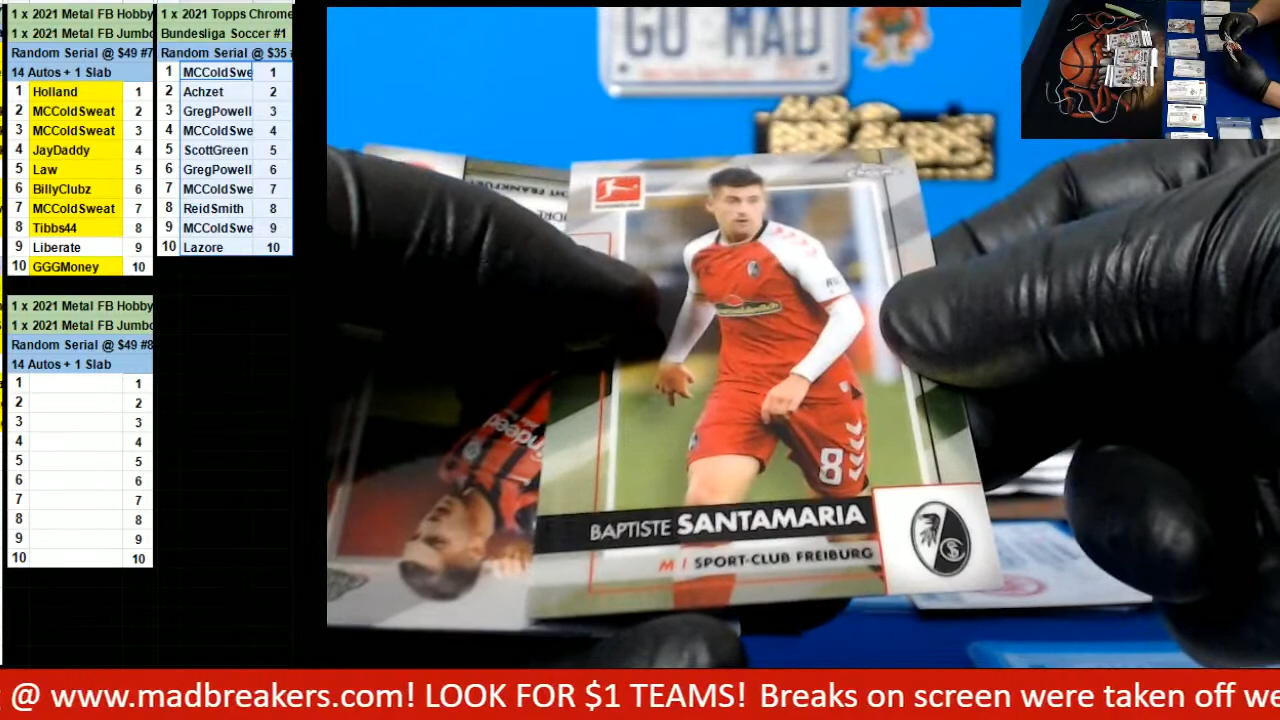 1 x 2021 Metal FB Hobby
1 x 2021 Metal FB Jumbo
Random Serial @ $49 #7
14 Autos + 1 Slab
1 Holland 1
2 MCColdSweat 2
3 MCColdSweat 3
4 JayDaddy 4
5 Law 5
6 BillyClubz 6
7 MCColdSweat 7
8 Tibbs44 8
9 Liberate 9
10 GGGMoney 10
1 x 2021 Topps Chrome
Bundesliga Soccer #1
Random Serial @ $35
1 MCColdSwe 1
2 Achzet 2
3 GregPowell 3
4 MCColdSwe 4
5 ScottGreen 5
6 GregPowell 6
7 MCColdSwe 7
8 ReidSmith 8
9 MCColdSwe 9
10 Lazore 10
1 x 2021 Metal FB Hobby
1 x 2021 Metal FB Jumbo
Random Serial @ $49 #8
14 Autos + 1 Slab
1 1
2 2
3 3
4 4
5 5
6 6
7 7
8 8
9 9
10 10
GO MAD
FRANKFURT
Indeed
8
BAPTISTE SANTAMARIA
M / SPORT-CLUB FREIBURG
@ www.madbreakers.com! LOOK FOR $1 TEAMS! Breaks on screen were taken off we